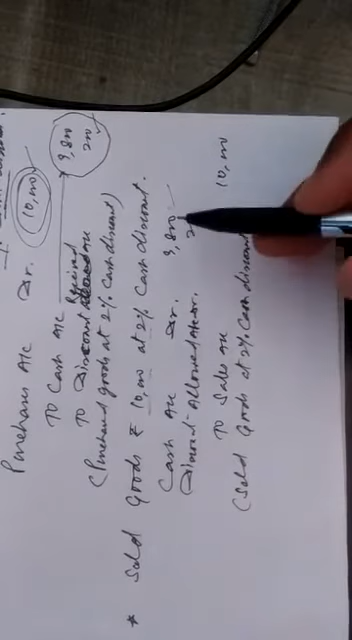 Purchases A/c Dr. 10,000
TO Cash A/c 9,800
TO Discount Received A/c 200
(Purchased goods at 2% Cash discount)
* Sold Goods ₹ 10,000 at 2% Cash discount.
Cash A/c Dr. 9,800
Discount Allowed A/c Dr.
TO Sales A/c 10,000
(Sold Goods at 2% Cash discount